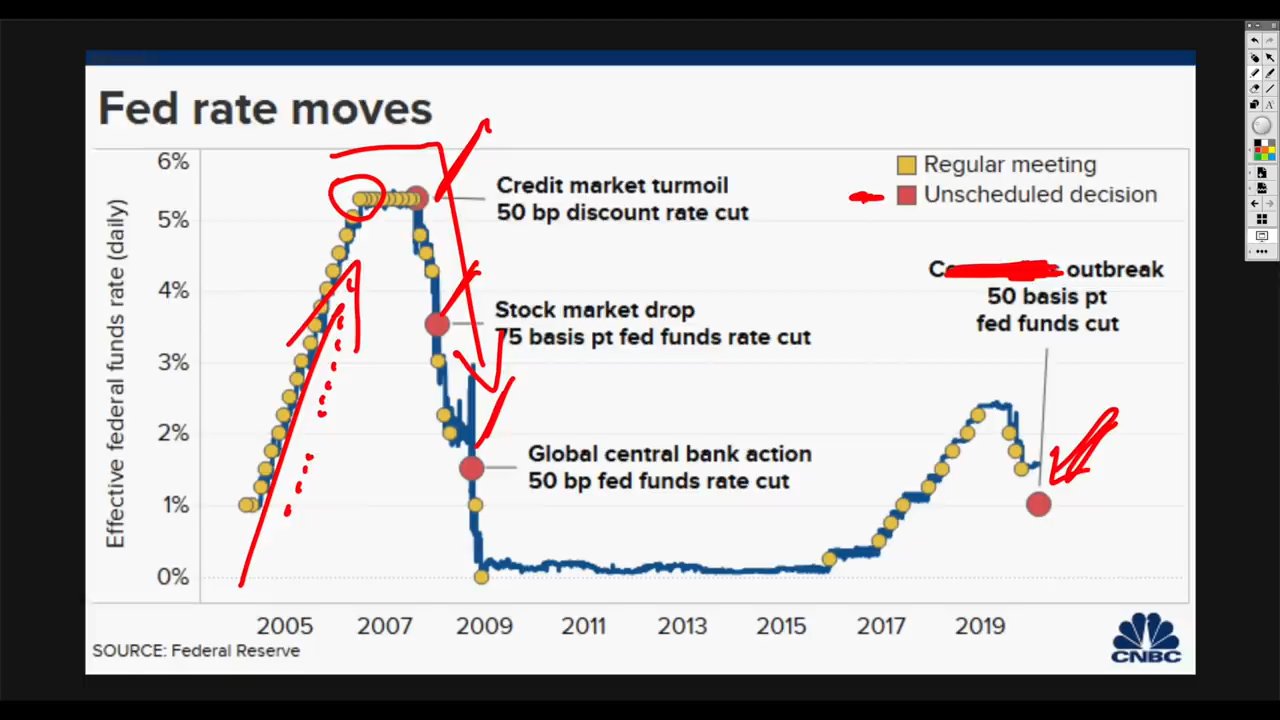 Fed rate moves
6%
5%
4%
3%
2%
1%
0%
Effective federal funds rate (daily)
Regular meeting
Unscheduled decision
Credit market turmoil
50 bp discount rate cut
Stock market drop
75 basis pt fed funds rate cut
Global central bank action
50 bp fed funds rate cut
outbreak
50 basis pt
fed funds cut
2005 2007 2009 2011 2013 2015 2017 2019
SOURCE: Federal Reserve
CNBC
A